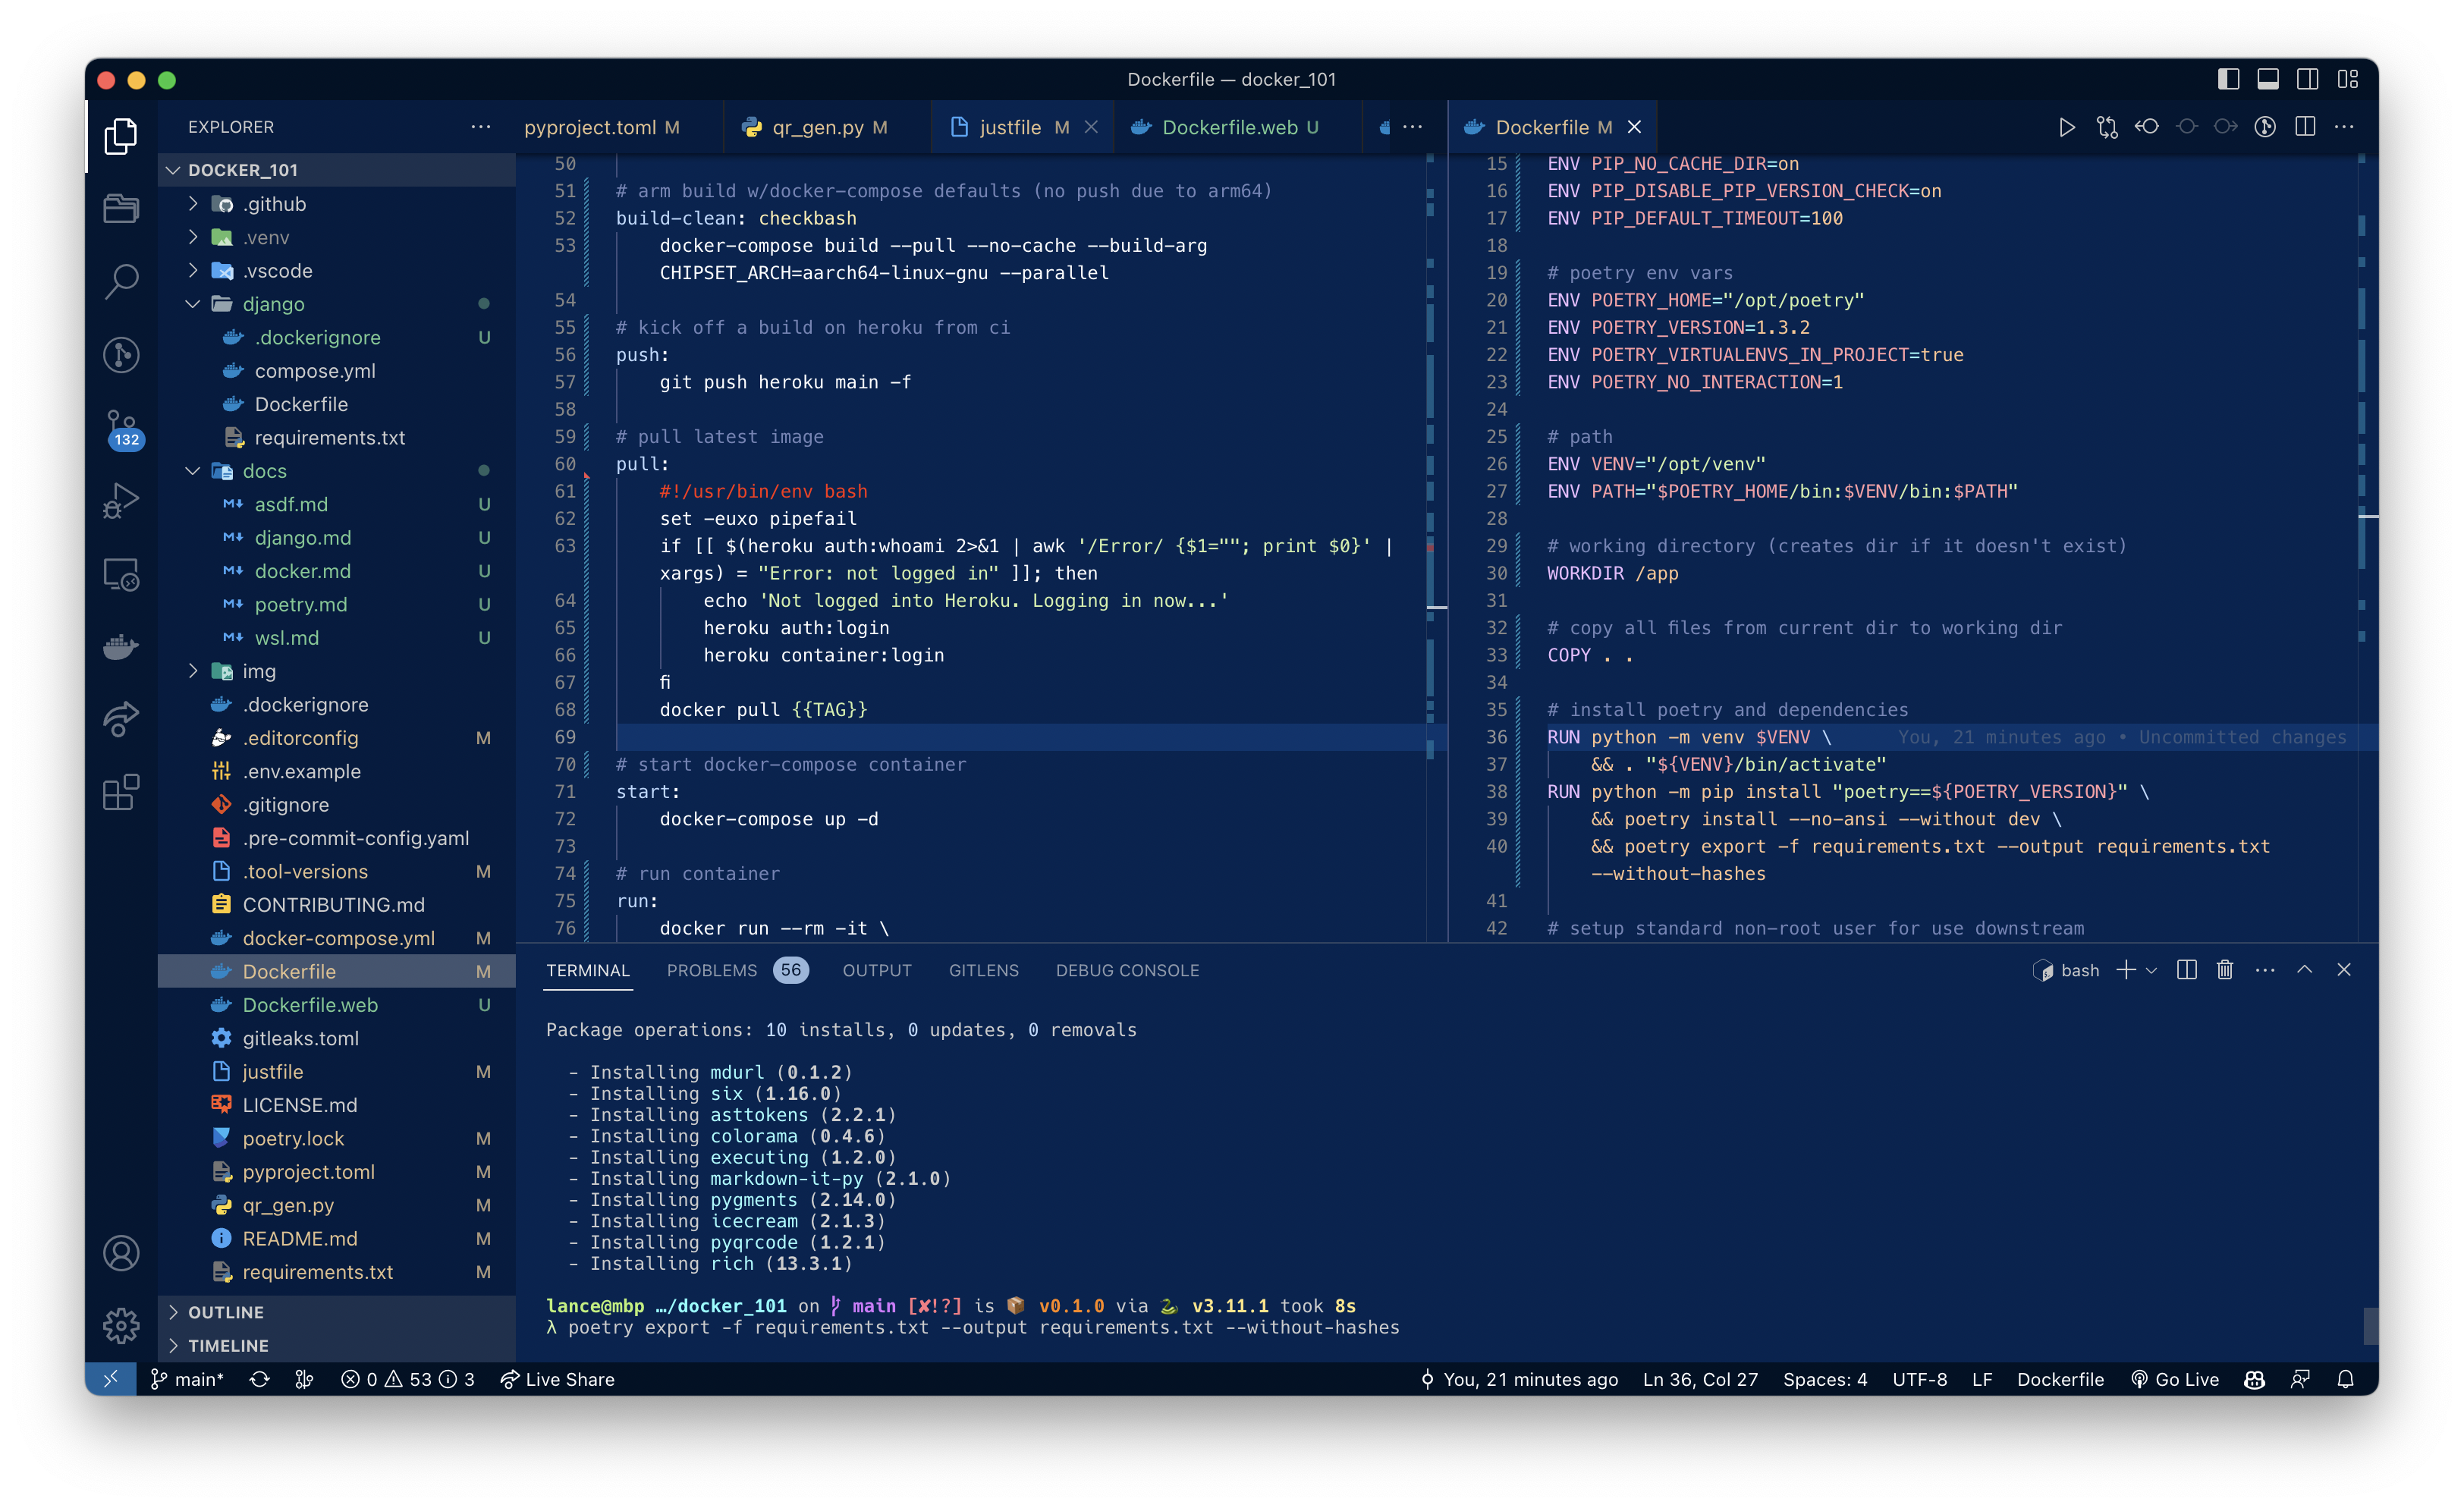 Dockerfile — docker_101
EXPLORER
DOCKER_101
.github
.venv
.vscode
django
.dockerignore U
compose.yml
Dockerfile
requirements.txt
docs
asdf.md U
django.md U
docker.md U
poetry.md U
wsl.md U
img
.dockerignore
.editorconfig M
.env.example
.gitignore
.pre-commit-config.yaml
.tool-versions M
CONTRIBUTING.md
docker-compose.yml M
Dockerfile M
Dockerfile.web U
gitleaks.toml
justfile M
LICENSE.md
poetry.lock M
pyproject.toml M
qr_gen.py M
README.md M
requirements.txt M
OUTLINE
TIMELINE
132
pyproject.toml M
qr_gen.py M
justfile M
Dockerfile.web U
50
51 # arm build w/docker-compose defaults (no push due to arm64)
52 build-clean: checkbash
53 docker-compose build --pull --no-cache --build-arg
CHIPSET_ARCH=aarch64-linux-gnu --parallel
54
55 # kick off a build on heroku from ci
56 push:
57 git push heroku main -f
58
59 # pull latest image
60 pull:
61 #!/usr/bin/env bash
62 set -euxo pipefail
63 if [[ $(heroku auth:whoami 2>&1 | awk '/Error/ {$1=""; print $0}' |
xargs) = "Error: not logged in" ]]; then
64 echo 'Not logged into Heroku. Logging in now...'
65 heroku auth:login
66 heroku container:login
67 fi
68 docker pull {{TAG}}
69
70 # start docker-compose container
71 start:
72 docker-compose up -d
73
74 # run container
75 run:
76 docker run --rm -it \
Dockerfile M
15 ENV PIP_NO_CACHE_DIR=on
16 ENV PIP_DISABLE_PIP_VERSION_CHECK=on
17 ENV PIP_DEFAULT_TIMEOUT=100
18
19 # poetry env vars
20 ENV POETRY_HOME="/opt/poetry"
21 ENV POETRY_VERSION=1.3.2
22 ENV POETRY_VIRTUALENVS_IN_PROJECT=true
23 ENV POETRY_NO_INTERACTION=1
24
25 # path
26 ENV VENV="/opt/venv"
27 ENV PATH="$POETRY_HOME/bin:$VENV/bin:$PATH"
28
29 # working directory (creates dir if it doesn't exist)
30 WORKDIR /app
31
32 # copy all files from current dir to working dir
33 COPY . .
34
35 # install poetry and dependencies
36 RUN python -m venv $VENV \ You, 21 minutes ago • Uncommitted changes
37 && . "${VENV}/bin/activate"
38 RUN python -m pip install "poetry==${POETRY_VERSION}" \
39 && poetry install --no-ansi --without dev \
40 && poetry export -f requirements.txt --output requirements.txt
--without-hashes
41
42 # setup standard non-root user for use downstream
TERMINAL PROBLEMS 56 OUTPUT GITLENS DEBUG CONSOLE
bash
Package operations: 10 installs, 0 updates, 0 removals
- Installing mdurl (0.1.2)
- Installing six (1.16.0)
- Installing asttokens (2.2.1)
- Installing colorama (0.4.6)
- Installing executing (1.2.0)
- Installing markdown-it-py (2.1.0)
- Installing pygments (2.14.0)
- Installing icecream (2.1.3)
- Installing pyqrcode (1.2.1)
- Installing rich (13.3.1)
lance@mbp …/docker_101 on main [✘!?] is 📦 v0.1.0 via 🐍 v3.11.1 took 8s
λ poetry export -f requirements.txt --output requirements.txt --without-hashes
main* 0 53 3 Live Share
You, 21 minutes ago Ln 36, Col 27 Spaces: 4 UTF-8 LF Dockerfile Go Live